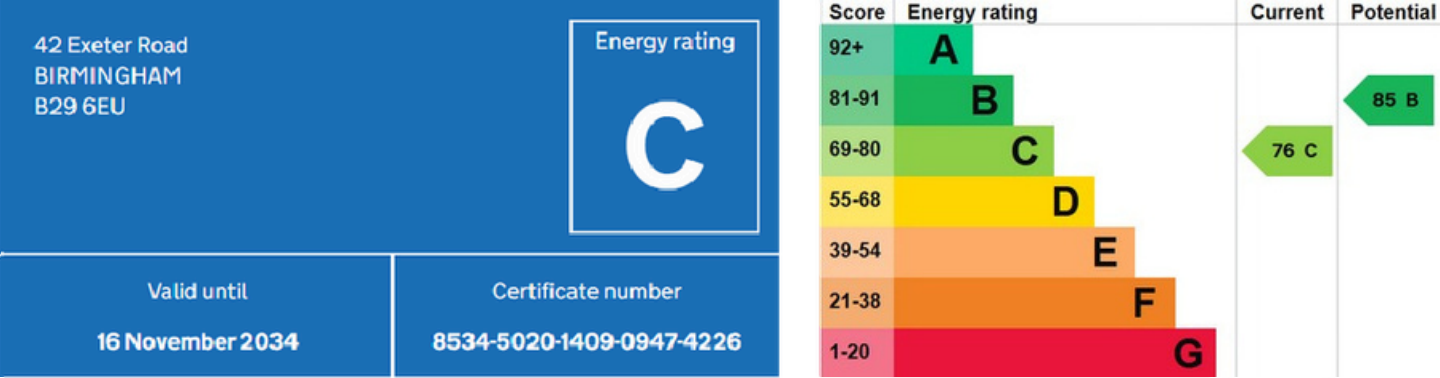 42 Exeter Road
BIRMINGHAM
B29 6EU
Energy rating
C
Valid until
16 November 2034
Certificate number
8534-5020-1409-0947-4226
Score Energy rating Current Potential
92+ A
81-91 B 85 B
69-80 C 76 C
55-68 D
39-54 E
21-38 F
1-20 G